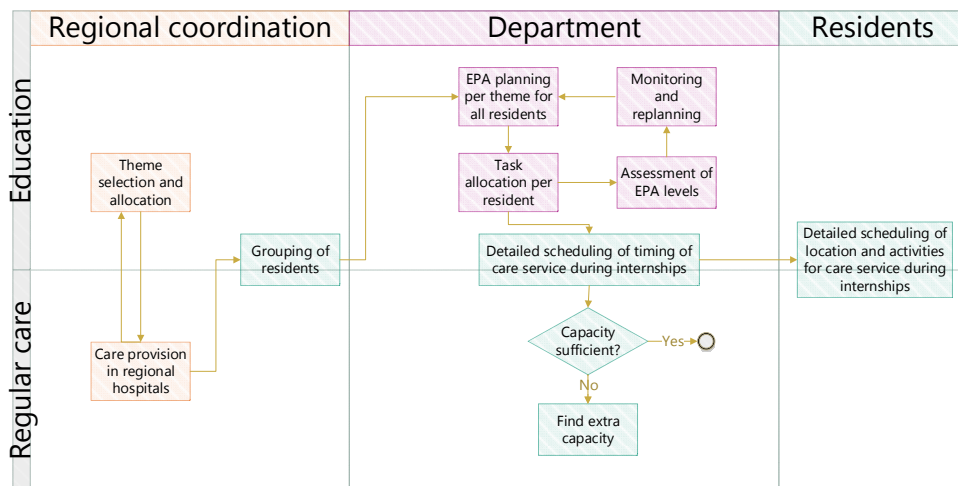 Regional coordination
Department
Residents
Education
Regular care
Theme
selection and
allocation
Care provision
in regional
hospitals
Grouping of
residents
EPA planning
per theme for
all residents
Monitoring
and
replanning
Task
allocation per
resident
Assessment of
EPA levels
Detailed scheduling of timing of
care service during internships
Detailed scheduling of
location and activities
for care service during
internships
Capacity
sufficient?
Yes
No
Find extra
capacity